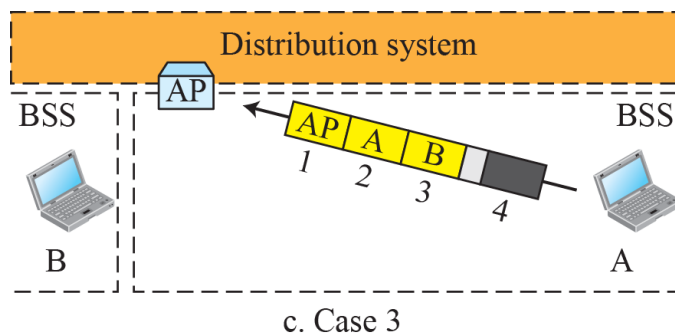 Distribution system
AP
BSS
BSS
AP A B
1 2 3 4
B
A
c. Case 3